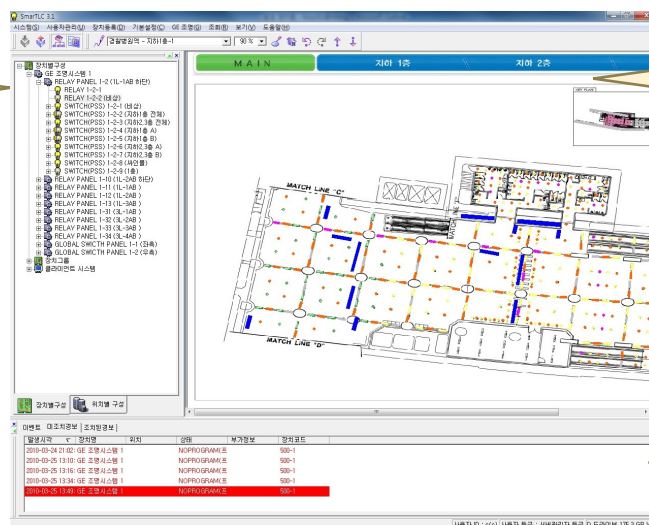 SmarTLC 3.1
시스템(S) 사용자관리(U) 장치등록(D) 기본설정(C) GE 조명(G) 조회(R) 보기(V) 도움말(H)
경찰병원역 - 지하1층-1
90 %
장치별구성
GE 조명시스템 1
RELAY PANEL 1-2 (1L-1AB 하단)
RELAY 1-2-1
RELAY 1-2-2 (비상)
SWITCH(PSS) 1-2-1 (비상)
SWITCH(PSS) 1-2-2 (지하1층 전체)
SWITCH(PSS) 1-2-3 (지하2,3층 전체)
SWITCH(PSS) 1-2-4 (지하1층 A)
SWITCH(PSS) 1-2-5 (지하1층 B)
SWITCH(PSS) 1-2-6 (지하2,3층 A)
SWITCH(PSS) 1-2-7 (지하2,3층 B)
SWITCH(PSS) 1-2-8 (싸인몰)
SWITCH(PSS) 1-2-9 (1층)
RELAY PANEL 1-10 (1L-2AB 하단)
RELAY PANEL 1-11 (1L-1AB )
RELAY PANEL 1-12 (1L-2AB )
RELAY PANEL 1-13 (1L-3AB )
RELAY PANEL 1-31 (3L-1AB )
RELAY PANEL 1-32 (3L-2AB )
RELAY PANEL 1-33 (3L-3AB )
RELAY PANEL 1-34 (3L-4AB )
GLOBAL SWICTH PANEL 1-1 (좌측)
GLOBAL SWICTH PANEL 1-2 (우측)
장치그룹
클라이언트 시스템
장치별구성 위치별 구성
MAIN 지하 1층 지하 2층
MATCH LINE "C"
MATCH LINE "D"
이벤트 미조치경보 조치된경보
발생시각 장치명 위치 상태 부가정보 장치코드
2010-03-24 21:02: GE 조명시스템 1 NOPROGRAM(프 500-1
2010-03-25 13:10: GE 조명시스템 1 NOPROGRAM(프 500-1
2010-03-25 13:16: GE 조명시스템 1 NOPROGRAM(프 500-1
2010-03-25 13:34: GE 조명시스템 1 NOPROGRAM(프 500-1
2010-03-25 13:49: GE 조명시스템 1 NOPROGRAM(프 500-1